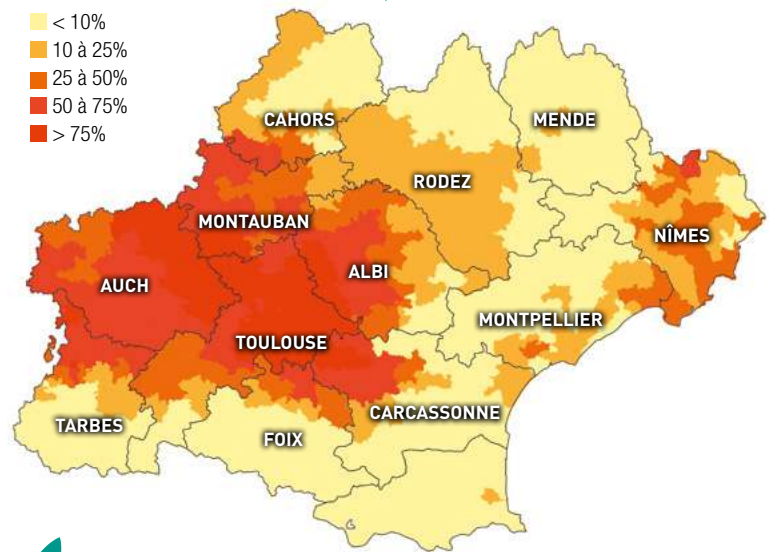 < 10%
10 à 25%
25 à 50%
50 à 75%
> 75%
CAHORS
MENDE
RODEZ
MONTAUBAN
NÎMES
ALBI
AUCH
MONTPELLIER
TOULOUSE
CARCASSONNE
TARBES
FOIX